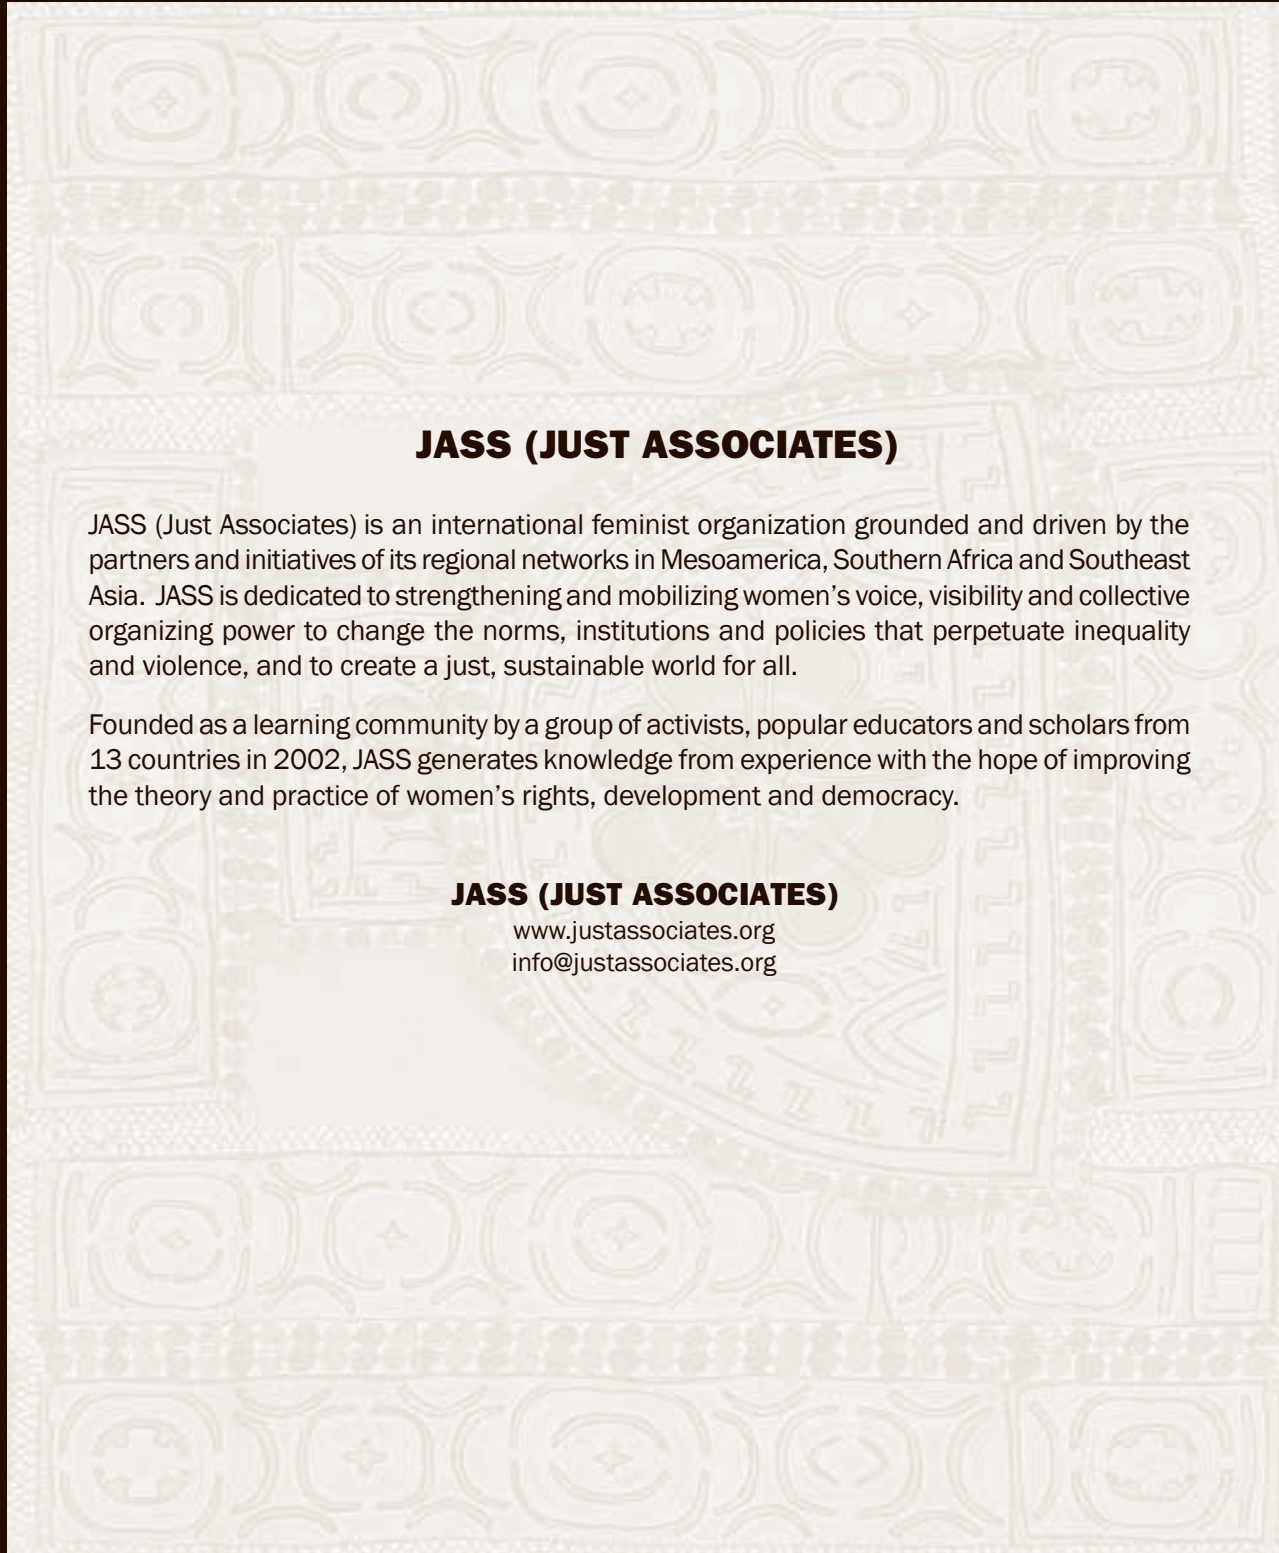 JASS (JUST ASSOCIATES)
JASS (Just Associates) is an international feminist organization grounded and driven by the
partners and initiatives of its regional networks in Mesoamerica, Southern Africa and Southeast
Asia. JASS is dedicated to strengthening and mobilizing women's voice, visibility and collective
organizing power to change the norms, institutions and policies that perpetuate inequality
and violence, and to create a just, sustainable world for all.
Founded as a learning community by a group of activists, popular educators and scholars from
13 countries in 2002, JASS generates knowledge from experience with the hope of improving
the theory and practice of women's rights, development and democracy.
JASS (JUST ASSOCIATES)
www.justassociates.org
info@justassociates.org